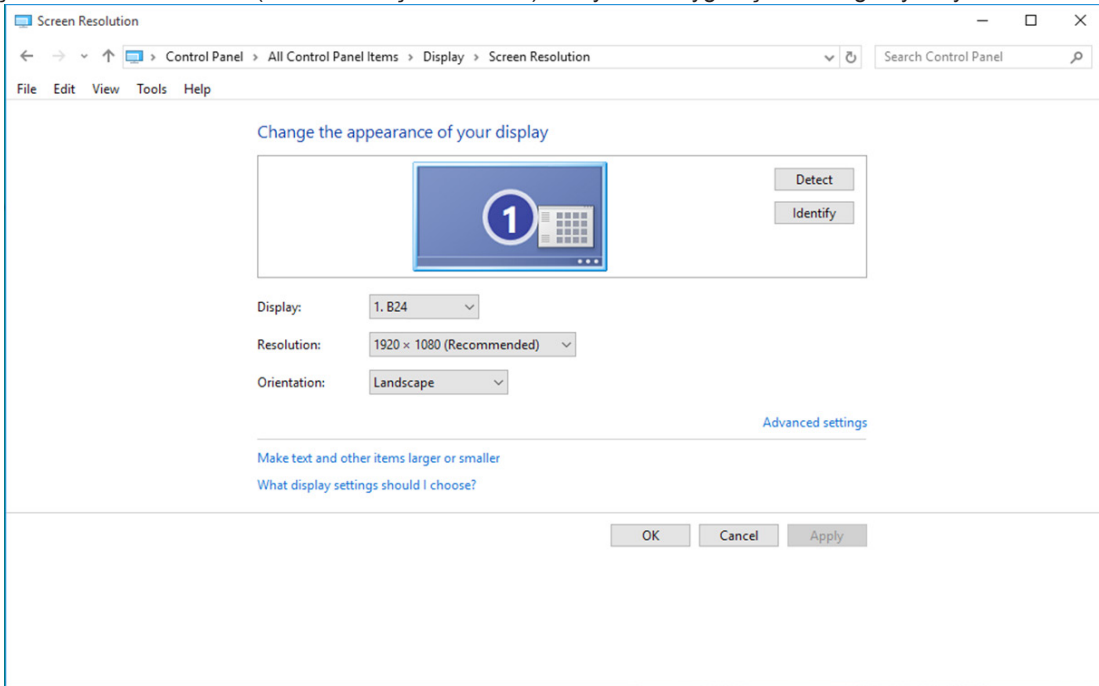 Screen Resolution
Control Panel > All Control Panel Items > Display > Screen Resolution
Search Control Panel
File Edit View Tools Help
Change the appearance of your display
1
Detect
Identify
Display: 1. B24
Resolution: 1920 × 1080 (Recommended)
Orientation: Landscape
Advanced settings
Make text and other items larger or smaller
What display settings should I choose?
OK Cancel Apply